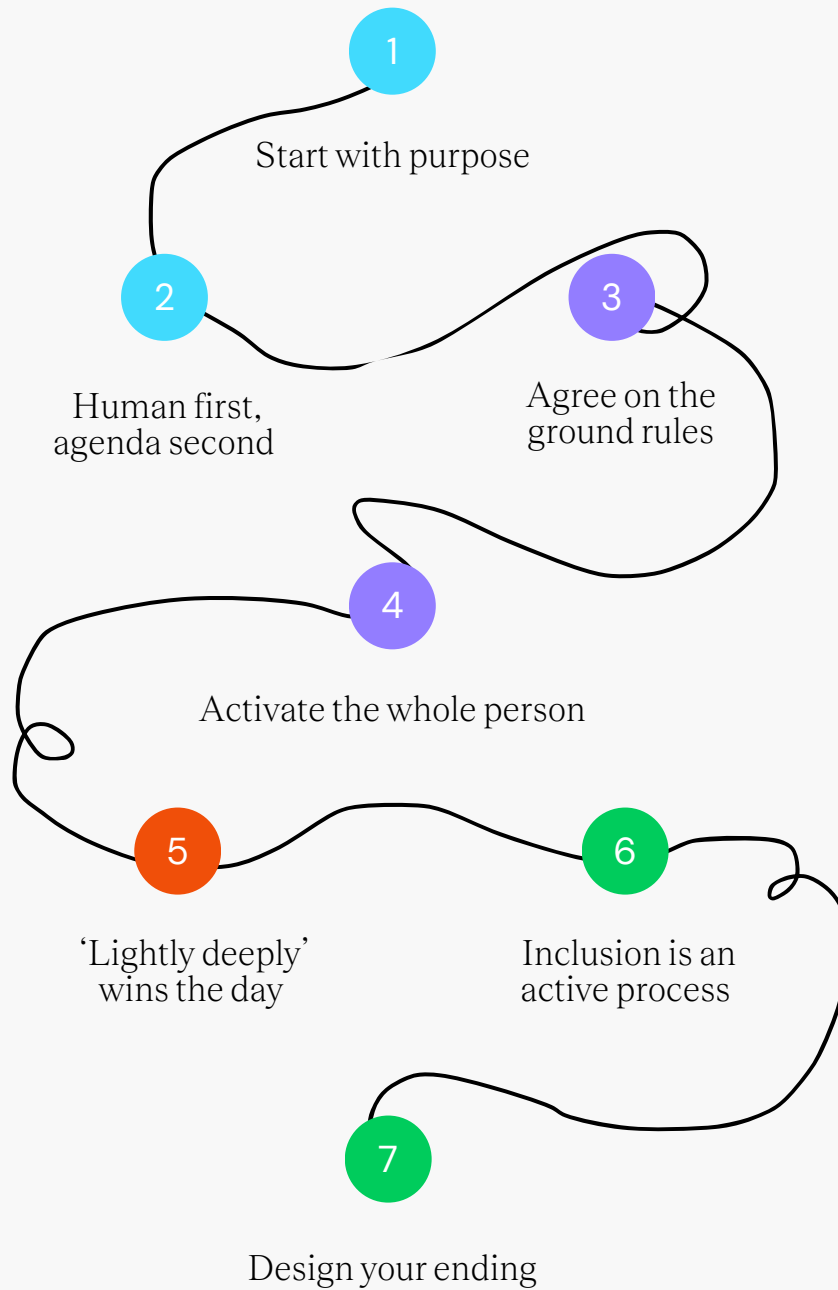 1
Start with purpose
2
Human first,
agenda second
3
Agree on the
ground rules
4
Activate the whole person
5
‘Lightly deeply’
wins the day
6
Inclusion is an
active process
7
Design your ending